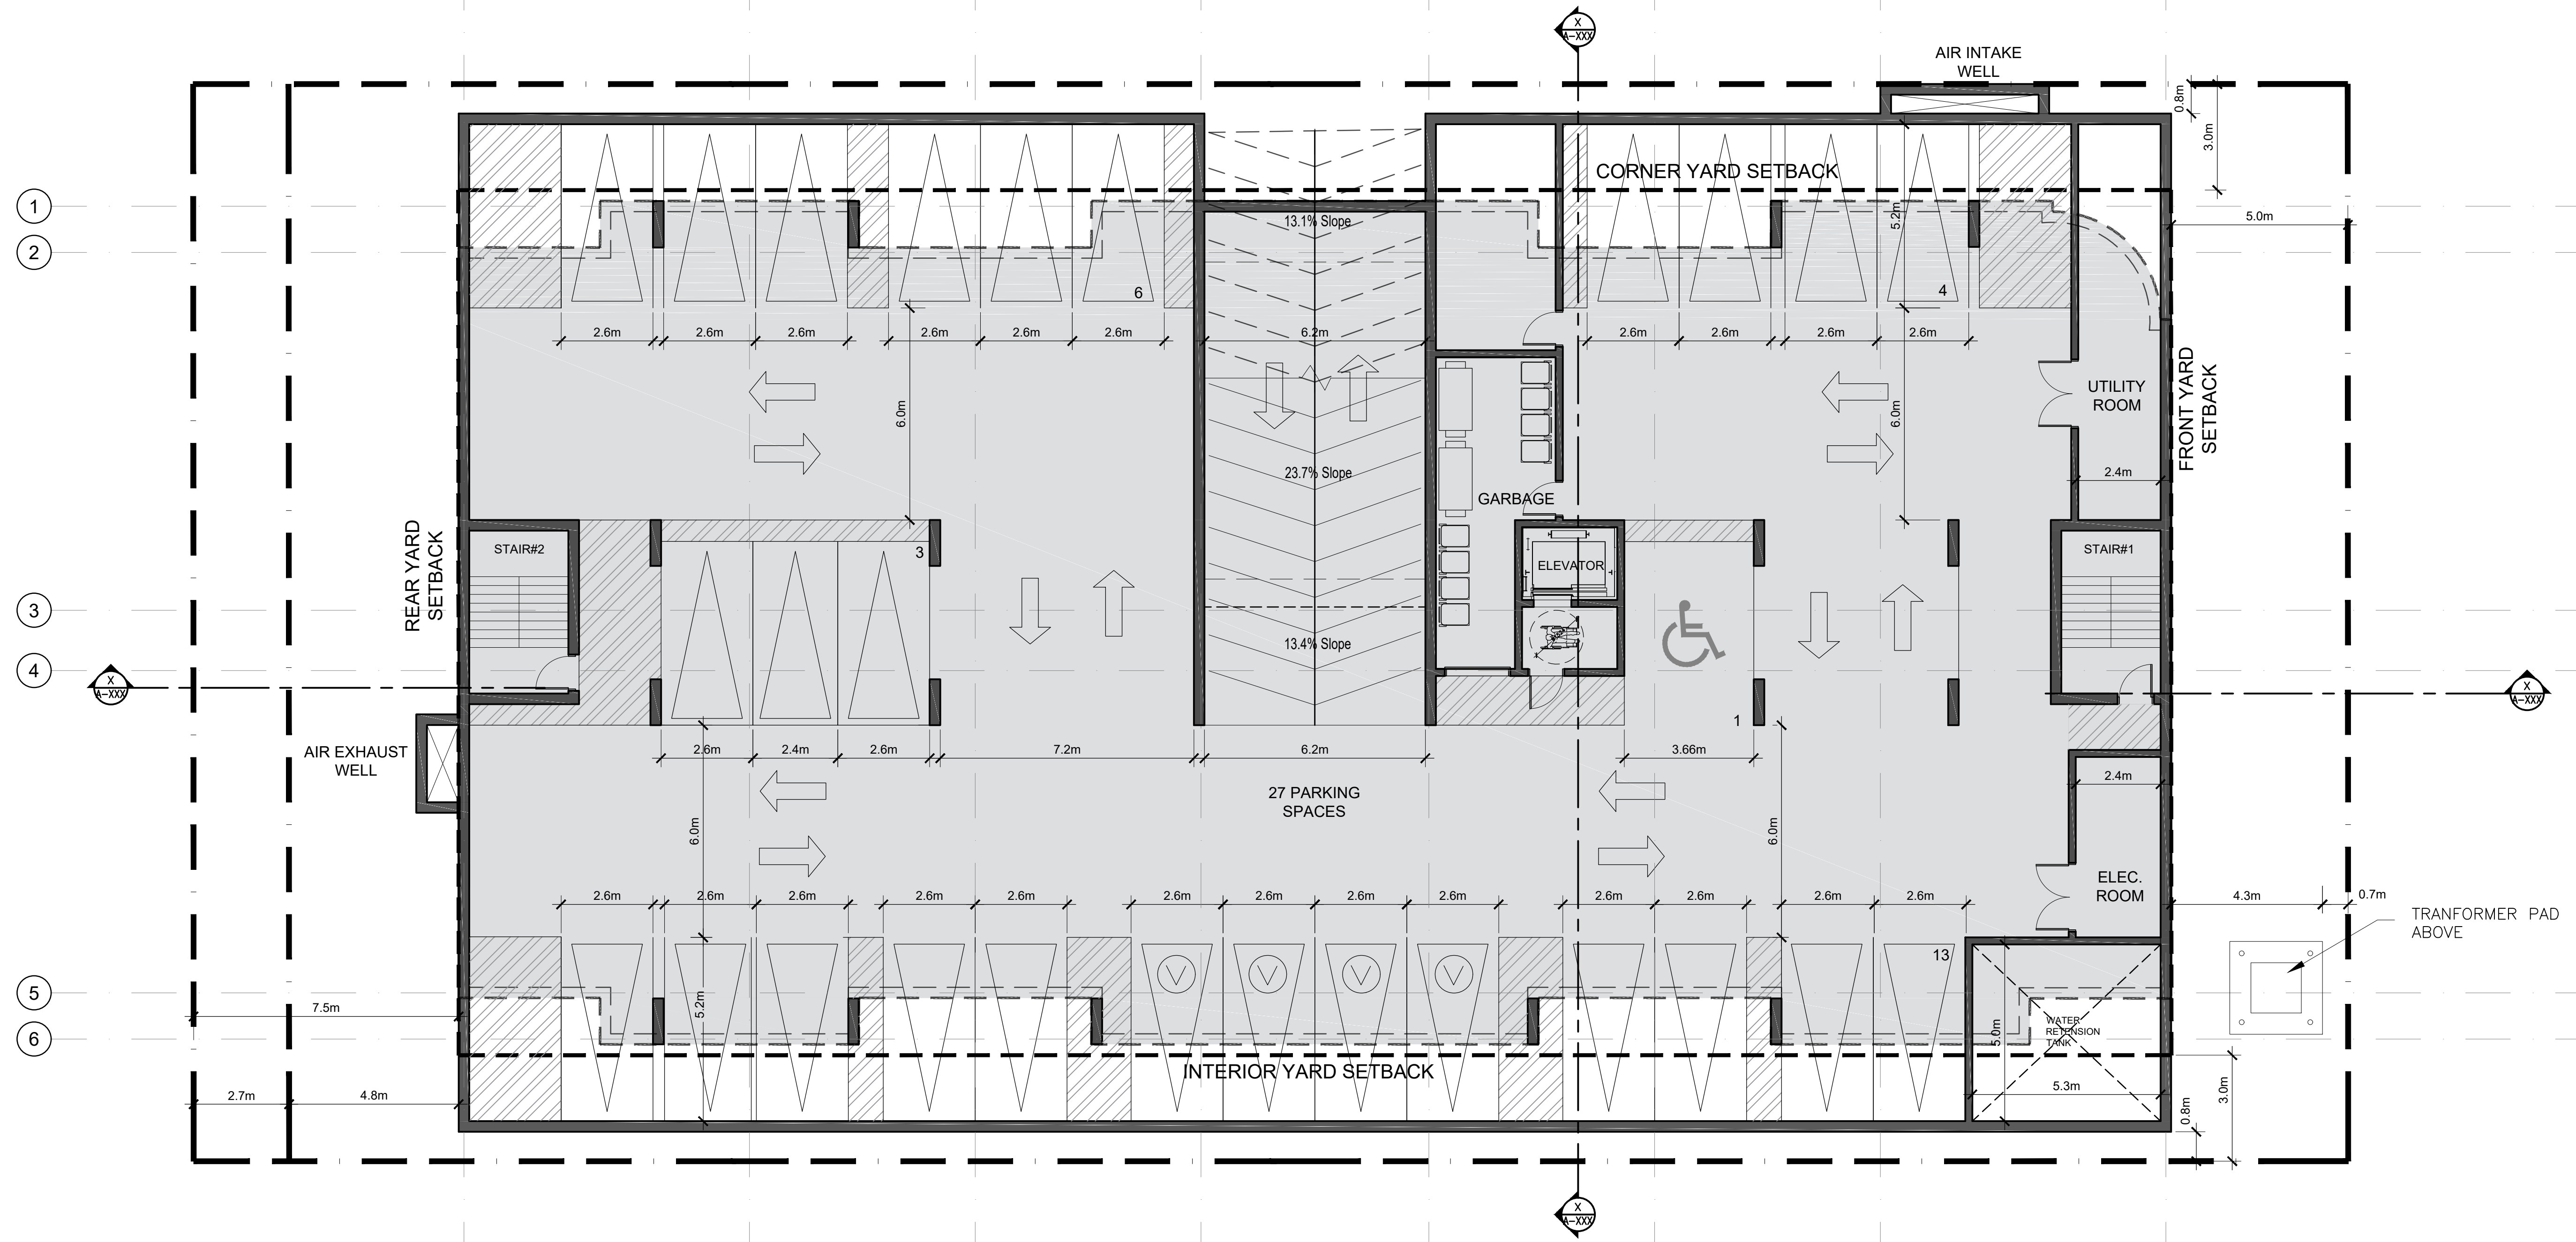 X
A-XXX
AIR INTAKE
WELL
0.8m
3.0m
CORNER YARD SETBACK
1
2
5.2m
5.0m
13.1% Slope
6
4
2.6m
2.6m
2.6m
2.6m
2.6m
2.6m
6.2m
2.6m
2.6m
2.6m
2.6m
6.0m
6.0m
UTILITY
ROOM
FRONT YARD
SETBACK
2.4m
23.7% Slope
GARBAGE
REAR YARD
SETBACK
STAIR#2
3
ELEVATOR
STAIR#1
3
4
13.4% Slope
X
A-XXX
X
A-XXX
1
AIR EXHAUST
WELL
2.6m
2.4m
2.6m
7.2m
6.2m
3.66m
2.4m
27 PARKING
SPACES
6.0m
6.0m
ELEC.
ROOM
2.6m
2.6m
2.6m
2.6m
2.6m
2.6m
2.6m
2.6m
2.6m
2.6m
2.6m
2.6m
2.6m
4.3m
0.7m
TRANFORMER PAD
ABOVE
13
V
V
V
V
5
6
7.5m
5.2m
5.0m
WATER
RETENSION
TANK
INTERIOR YARD SETBACK
5.3m
2.7m
4.8m
0.8m
3.0m
X
A-XXX